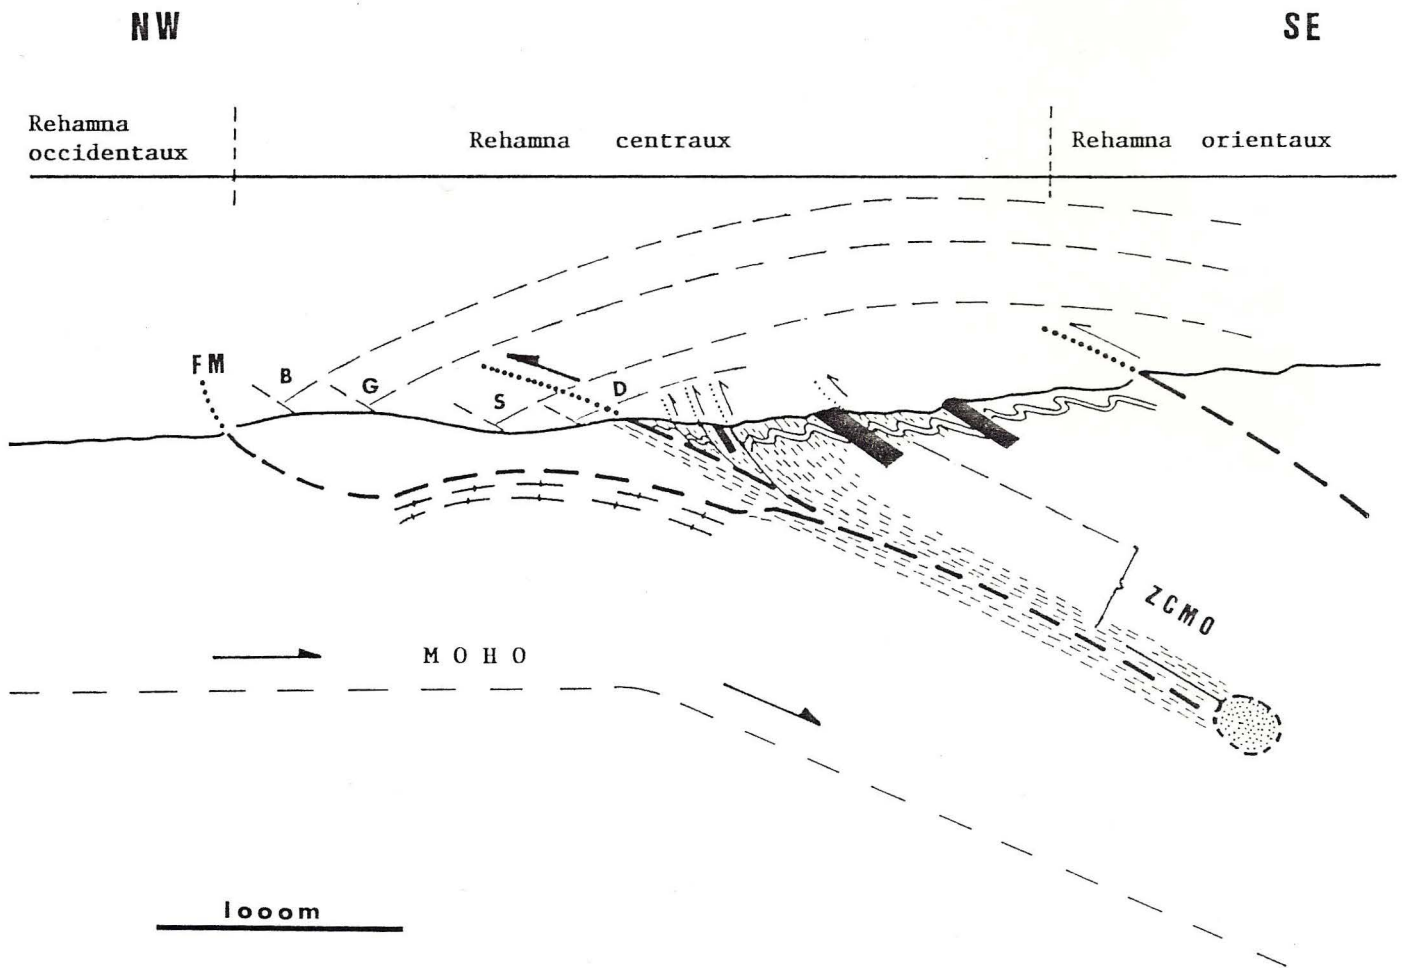 NW
SE
Rehamna
occidentaux
Rehamna centraux
Rehamna orientaux
FM
B
G
S
D
ZCMO
MOHO
1000m